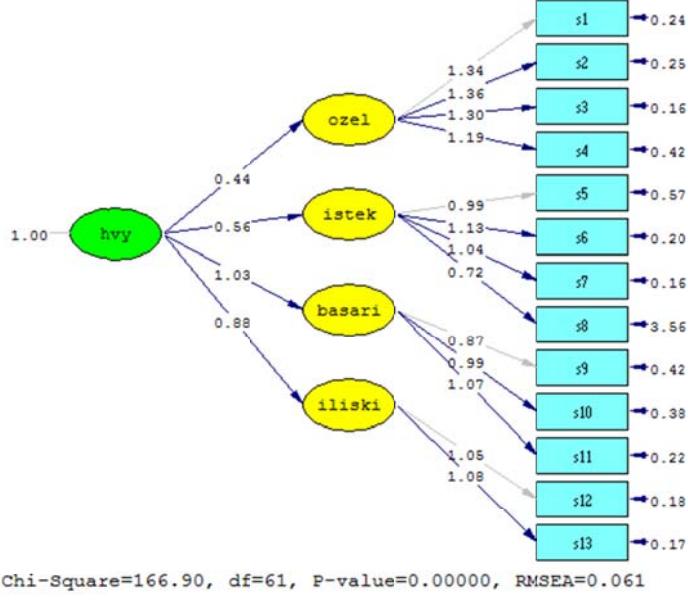 s1
0.24
s2
0.25
1.34
1.36
s3
0.16
1.30
ozel
1.19
s4
0.42
0.44
s5
0.57
0.99
istek
1.13
s6
0.20
0.56
1.00
hvy
1.04
0.72
s7
0.16
1.03
basari
s8
3.56
0.88
0.87
0.99
s9
0.42
1.07
iliski
s10
0.38
1.05
s11
0.22
1.08
s12
0.18
s13
0.17
Chi-Square=166.90, df=61, P-value=0.00000, RMSEA=0.061